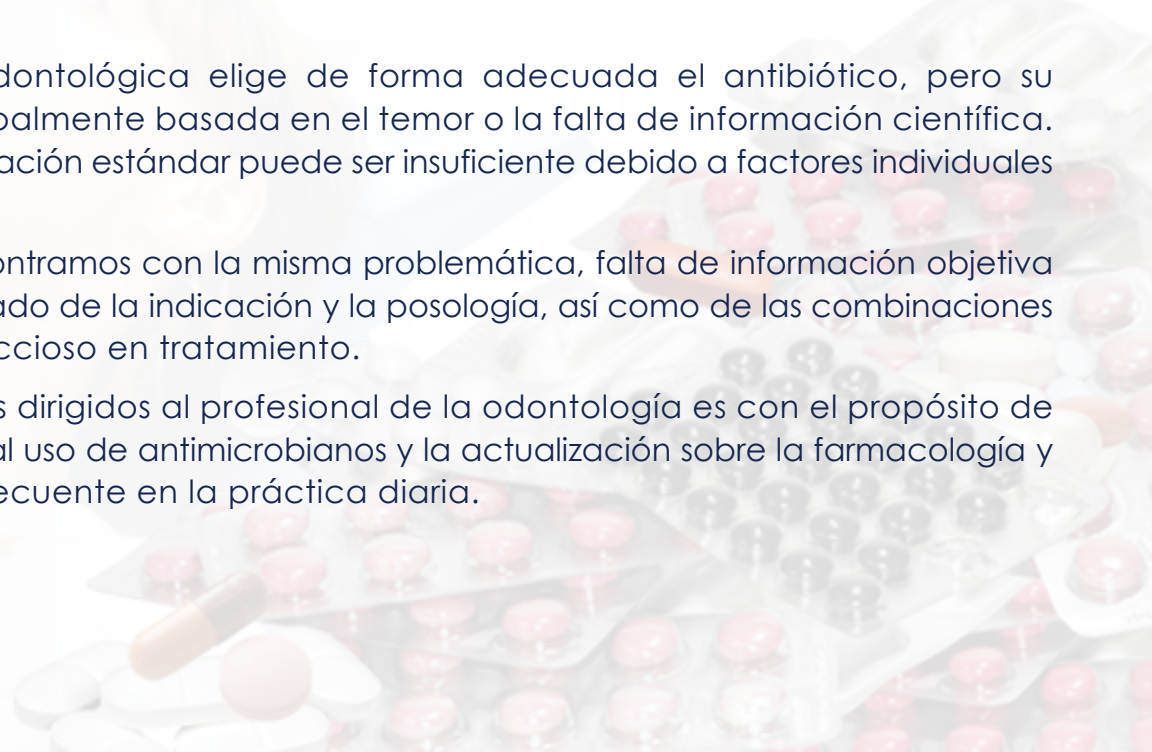 dontológica elige de forma adecuada el antibiótico, pero su
palmente basada en el temor o la falta de información científica.
ación estándar puede ser insuficiente debido a factores individuales
ontramos con la misma problemática, falta de información objetiva
ado de la indicación y la posología, así como de las combinaciones
ccioso en tratamiento.
s dirigidos al profesional de la odontología es con el propósito de
al uso de antimicrobianos y la actualización sobre la farmacología y
ecuente en la práctica diaria.